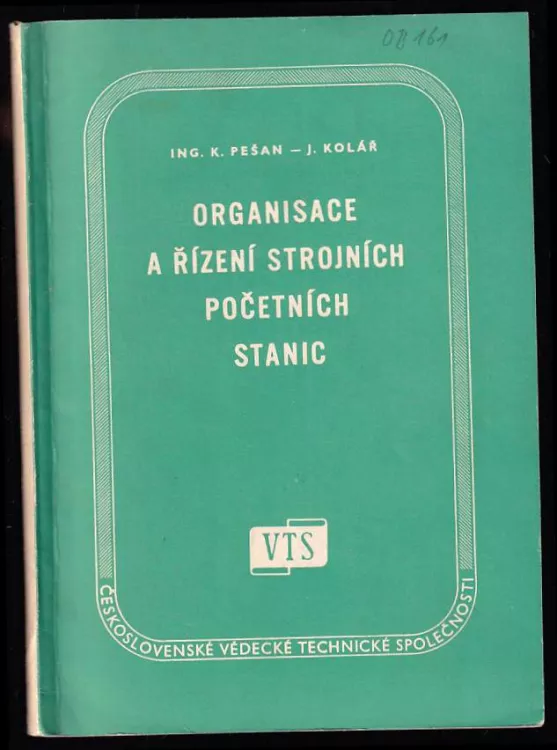 OB 161
ING. K. PEŠAN – J. KOLÁŘ
ORGANISACE
A ŘÍZENÍ STROJNÍCH
POČETNÍCH
STANIC
VTS
ČESKOSLOVENSKÉ VĚDECKÉ TECHNICKÉ SPOLEČNOSTI